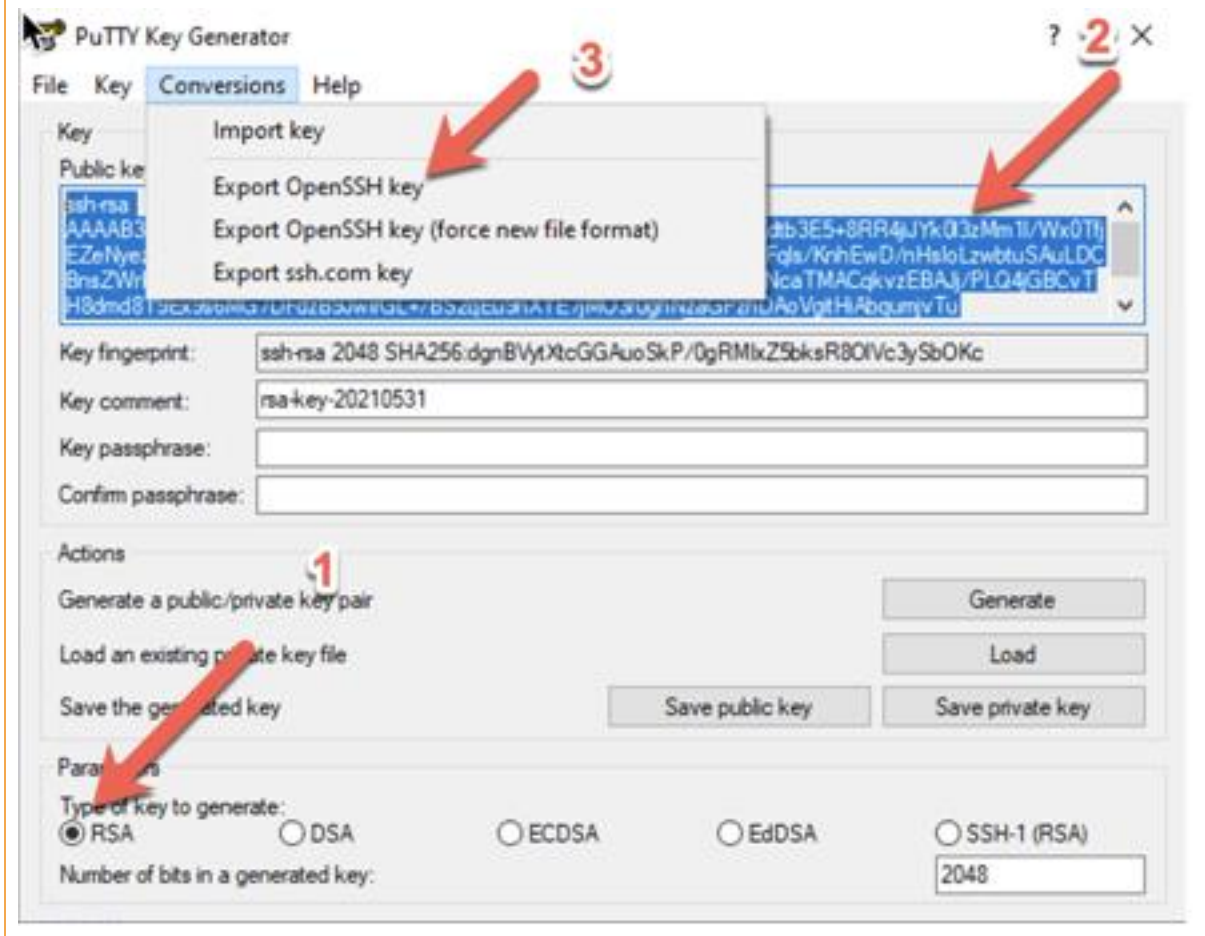 PuTTY Key Generator ? 2 ×
3
File Key Conversions Help
Import key
Key
Public ke
Export OpenSSH key
ssh-rsa
Export OpenSSH key (force new file format)
AAAAB3
Export ssh.com key
Key fingerprint: ssh-rsa 2048
Key comment: rsa-key-20210531
Key passphrase:
Confirm passphrase:
Actions
1
Generate a public/private key pair Generate
Load an existing private key file Load
Save the generated key Save public key Save private key
Parameters
Type of key to generate:
RSA DSA ECDSA EdDSA SSH-1 (RSA)
Number of bits in a generated key: 2048